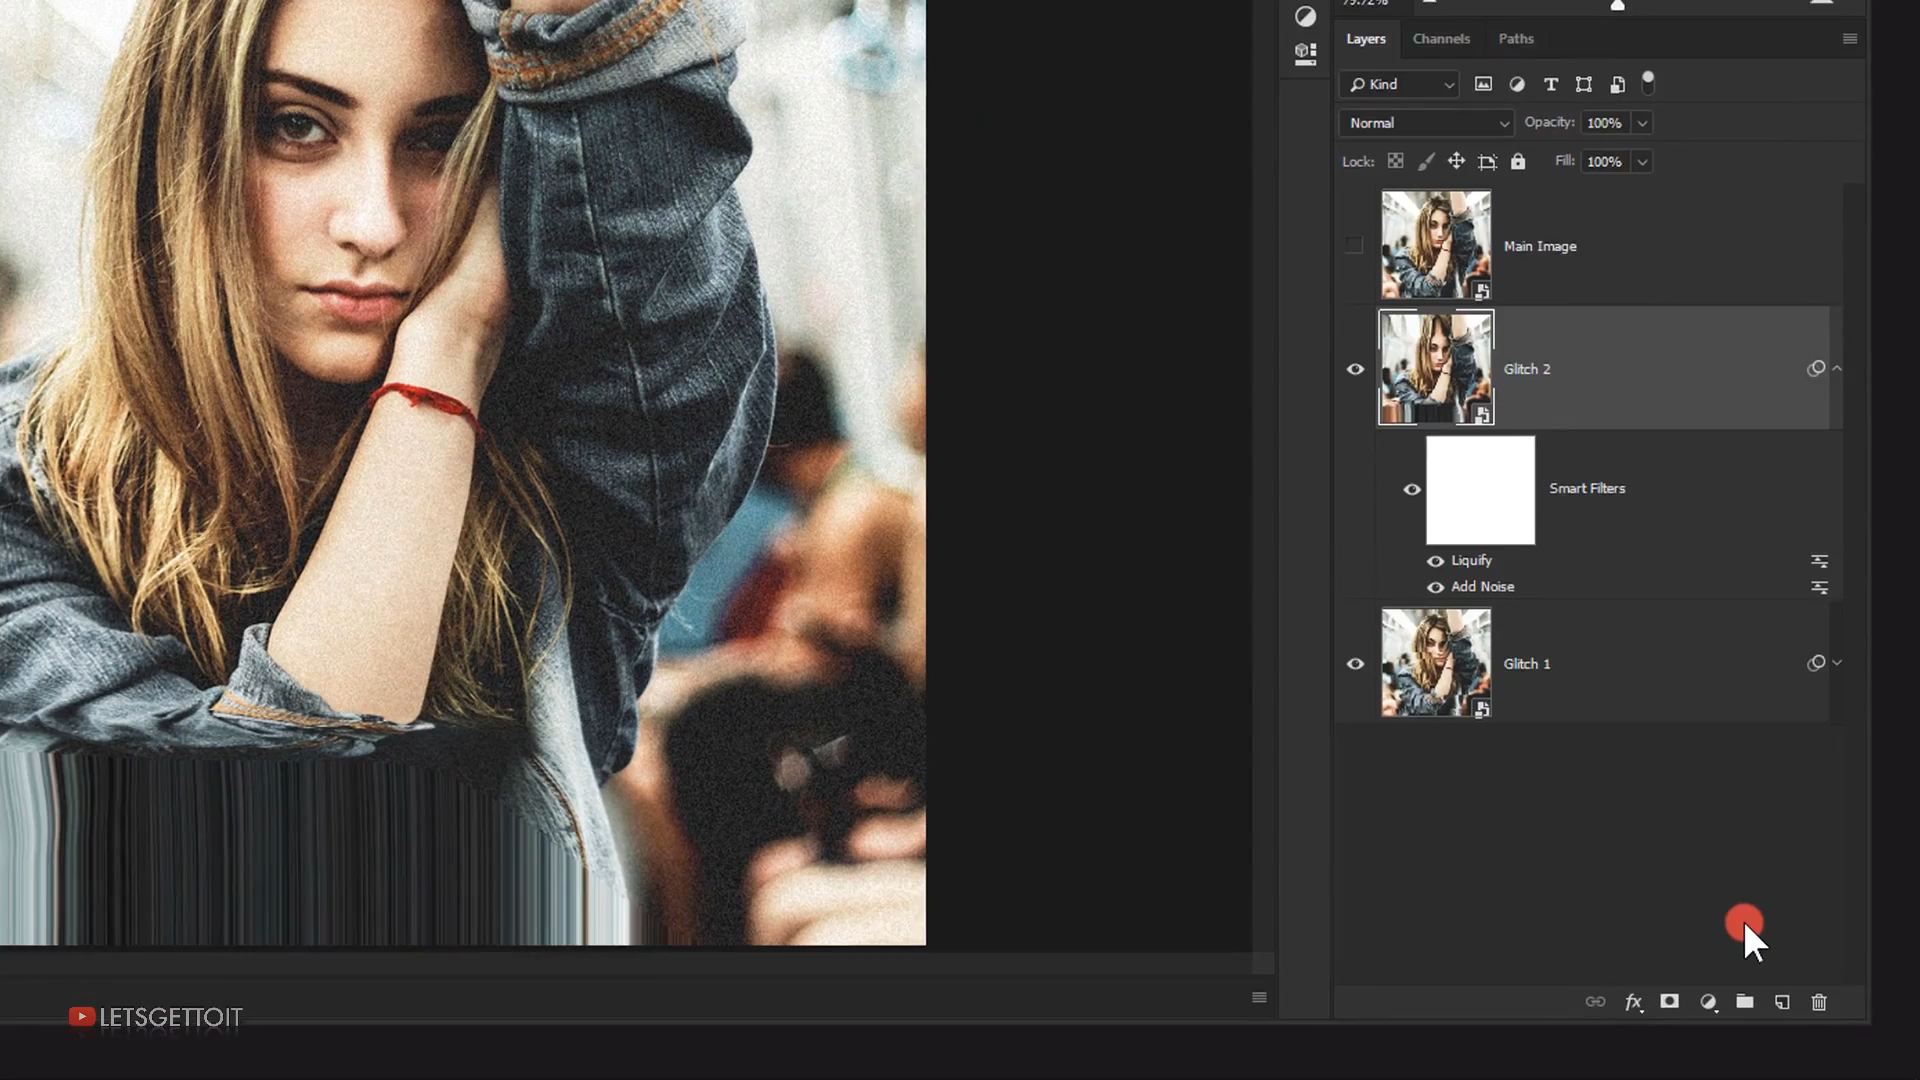 Layers Channels Paths
Kind
Normal Opacity: 100%
Lock: Fill: 100%
Main Image
Glitch 2
Smart Filters
Liquify
Add Noise
Glitch 1
fx
LETSGETTOIT